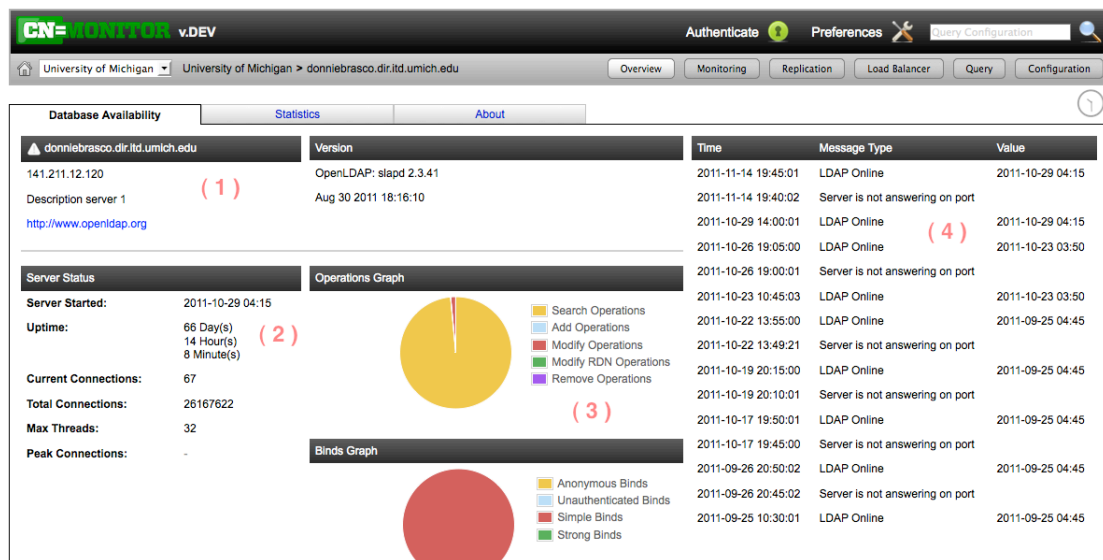 CN=MONITOR v.DEV Authenticate Preferences Query Configuration
University of Michigan University of Michigan > donniebrasco.dir.itd.umich.edu Overview Monitoring Replication Load Balancer Query Configuration
Database Availability Statistics About
donniebrasco.dir.itd.umich.edu
141.211.12.120
Description server 1
http://www.openldap.org
( 1 )
Version
OpenLDAP: slapd 2.3.41
Aug 30 2011 18:16:10
Server Status
Server Started: 2011-10-29 04:15
Uptime: 66 Day(s)
14 Hour(s)
8 Minute(s)
( 2 )
Current Connections: 67
Total Connections: 26167622
Max Threads: 32
Peak Connections: -
Operations Graph
Search Operations
Add Operations
Modify Operations
Modify RDN Operations
Remove Operations
( 3 )
Binds Graph
Anonymous Binds
Unauthenticated Binds
Simple Binds
Strong Binds
Time Message Type Value
2011-11-14 19:45:01 LDAP Online 2011-10-29 04:15
2011-11-14 19:40:02 Server is not answering on port
2011-10-29 14:00:01 LDAP Online 2011-10-29 04:15
( 4 )
2011-10-26 19:05:00 LDAP Online 2011-10-23 03:50
2011-10-26 19:00:01 Server is not answering on port
2011-10-23 10:45:03 LDAP Online 2011-10-23 03:50
2011-10-22 13:55:00 LDAP Online 2011-09-25 04:45
2011-10-22 13:49:21 Server is not answering on port
2011-10-19 20:15:00 LDAP Online 2011-09-25 04:45
2011-10-19 20:10:01 Server is not answering on port
2011-10-17 19:50:01 LDAP Online 2011-09-25 04:45
2011-10-17 19:45:00 Server is not answering on port
2011-09-26 20:50:02 LDAP Online 2011-09-25 04:45
2011-09-26 20:45:02 Server is not answering on port
2011-09-25 10:30:01 LDAP Online 2011-09-25 04:45